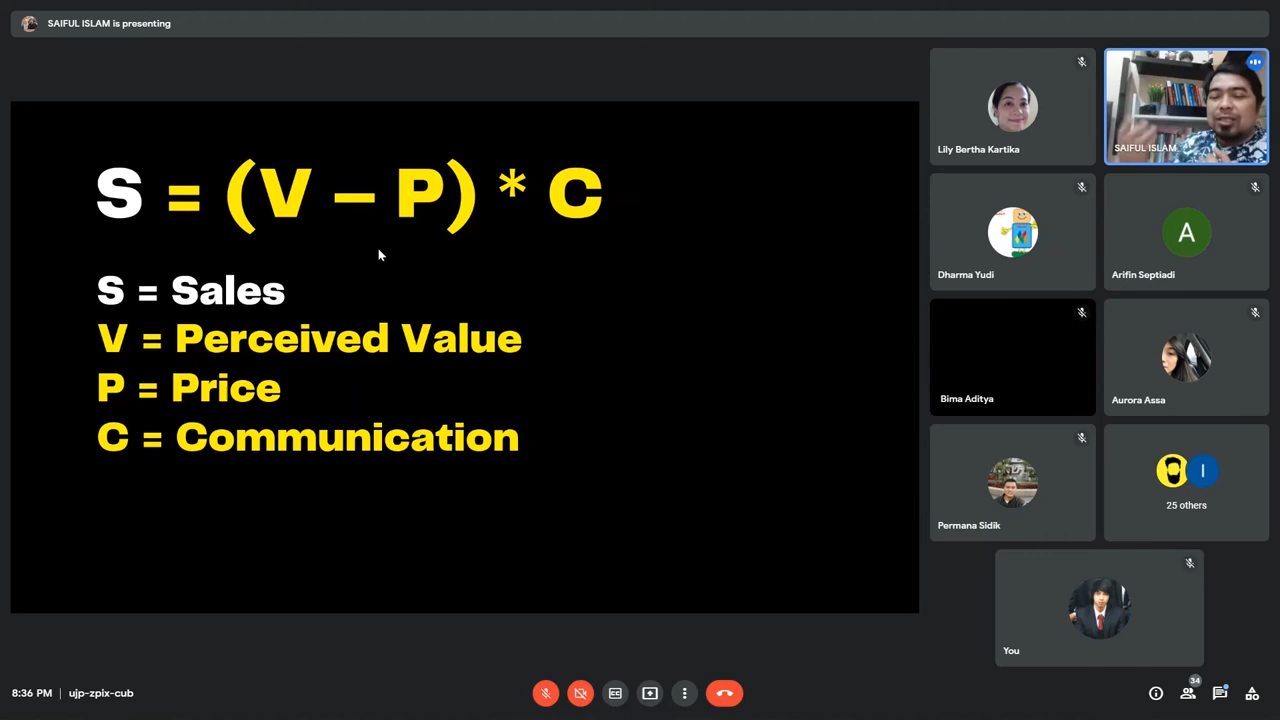 SAIFUL ISLAM is presenting
S = (V – P) * C
S = Sales
V = Perceived Value
P = Price
C = Communication
Lily Bertha Kartika
SAIFUL ISLAM
Dharma Yudi
A
Arifin Septiadi
Bima Aditya
Aurora Assa
Permana Sidik
I
25 others
You
8:36 PM | ujp-zpix-cub
CC
34